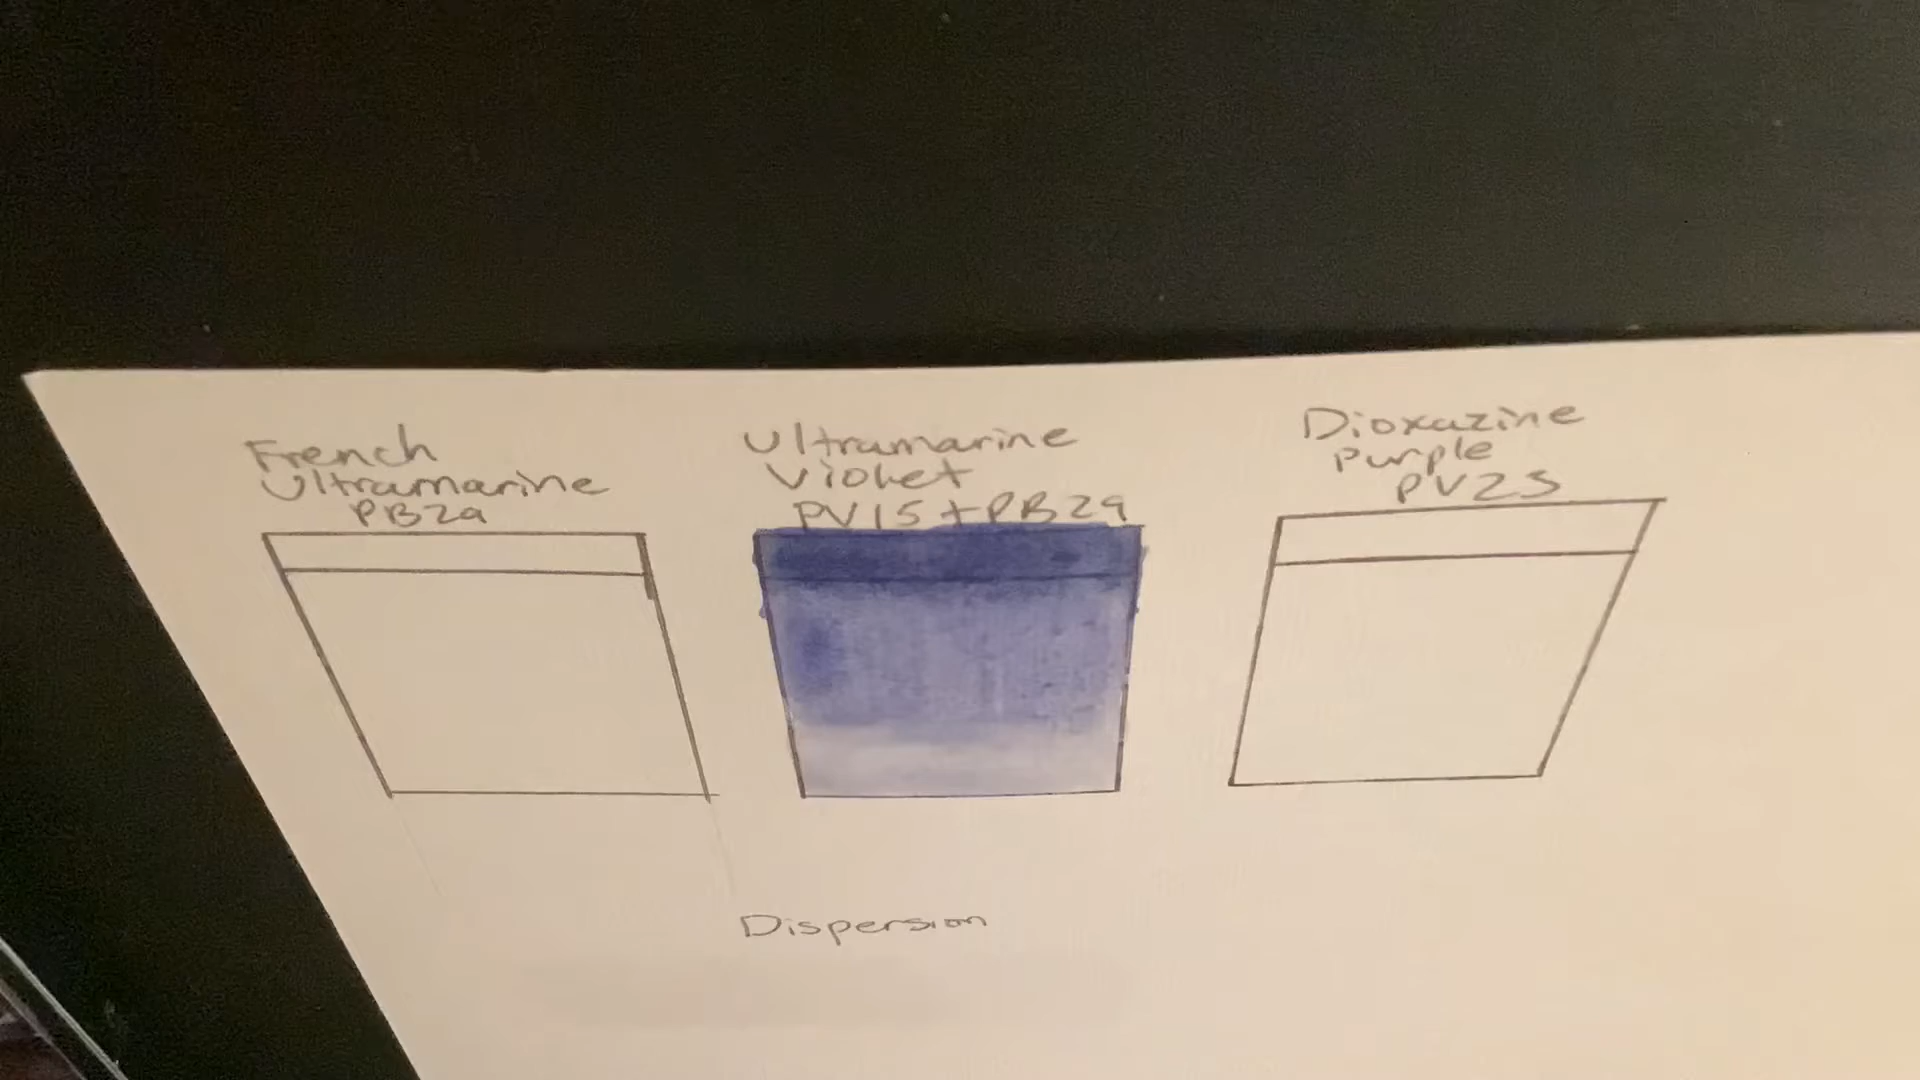 French
Ultramarine
PB29
Ultramarine
Violet
PV15+PB29
Dioxazine
Purple
PV23
Dispersion